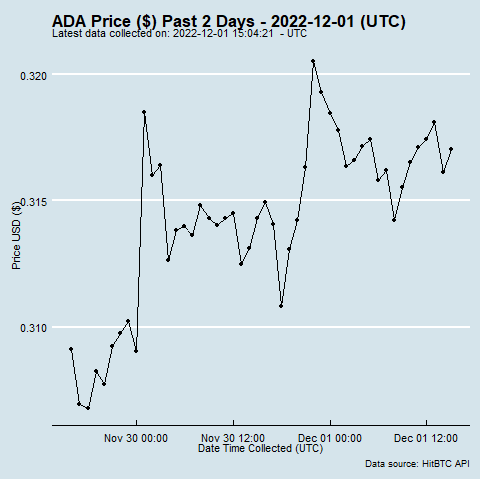 ADA Price ($) Past 2 Days - 2022-12-01 (UTC)
Latest data collected on: 2022-12-01 15:04:21  - UTC
0.320
0.315
0.310
Price USD ($)
Nov 30 00:00
Nov 30 12:00
Dec 01 00:00
Dec 01 12:00
Date Time Collected (UTC)
Data source: HitBTC API